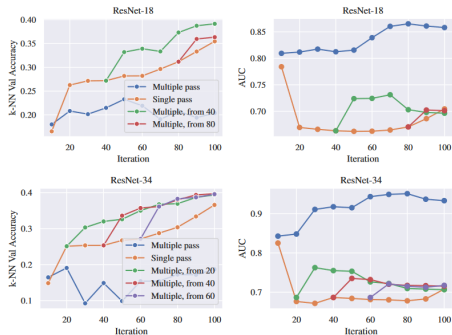 ResNet-18
k-NN Val Accuracy
0.40
0.35
0.30
0.25
0.20
Multiple pass
Single pass
Multiple, from 40
Multiple, from 80
20
40
60
80
100
Iteration
ResNet-18
AUC
0.85
0.80
0.75
0.70
20
40
60
80
100
Iteration
ResNet-34
k-NN Val Accuracy
0.4
0.3
0.2
0.1
Multiple pass
Single pass
Multiple, from 20
Multiple, from 40
Multiple, from 60
20
40
60
80
100
Iteration
ResNet-34
AUC
0.9
0.8
0.7
20
40
60
80
100
Iteration